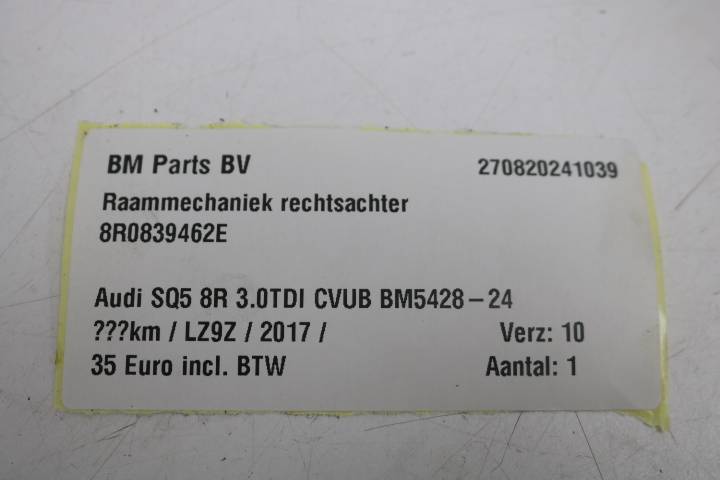 BM Parts BV 270820241039
Raammechaniek rechtsachter
8R0839462E
Audi SQ5 8R 3.0TDI CVUB BM5428-24
???km / LZ9Z / 2017 / Verz: 10
35 Euro incl. BTW Aantal: 1